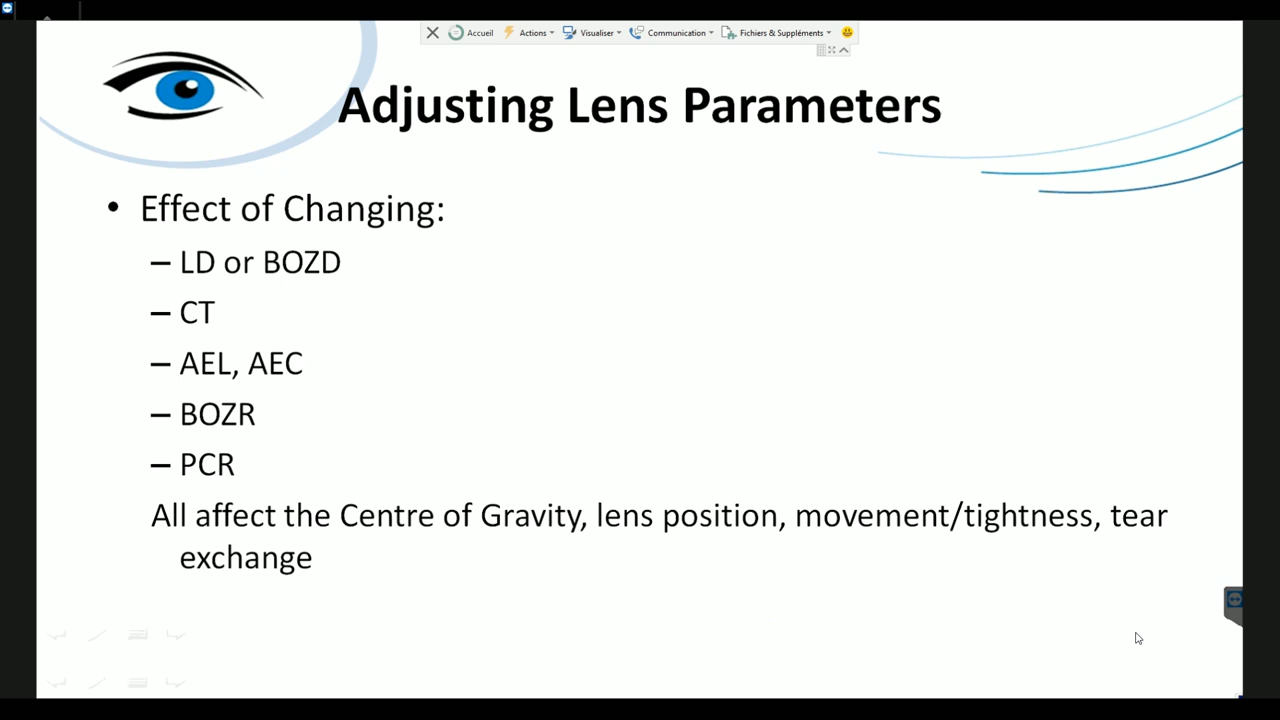 Accueil Actions Visualiser Communication Fichiers & Suppléments
Adjusting Lens Parameters
• Effect of Changing:
– LD or BOZD
– CT
– AEL, AEC
– BOZR
– PCR
All affect the Centre of Gravity, lens position, movement/tightness, tear
exchange